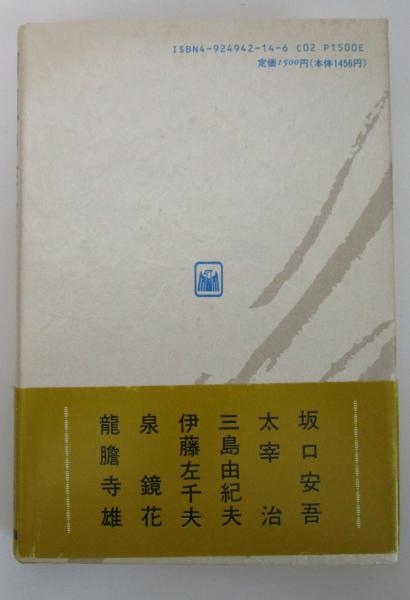 ISBN4-924942-14-6 C02 P1500E
定価1500円(本体1456円)
坂口安吾
太宰治
三島由紀夫
伊藤左千夫
泉鏡花
龍膽寺雄